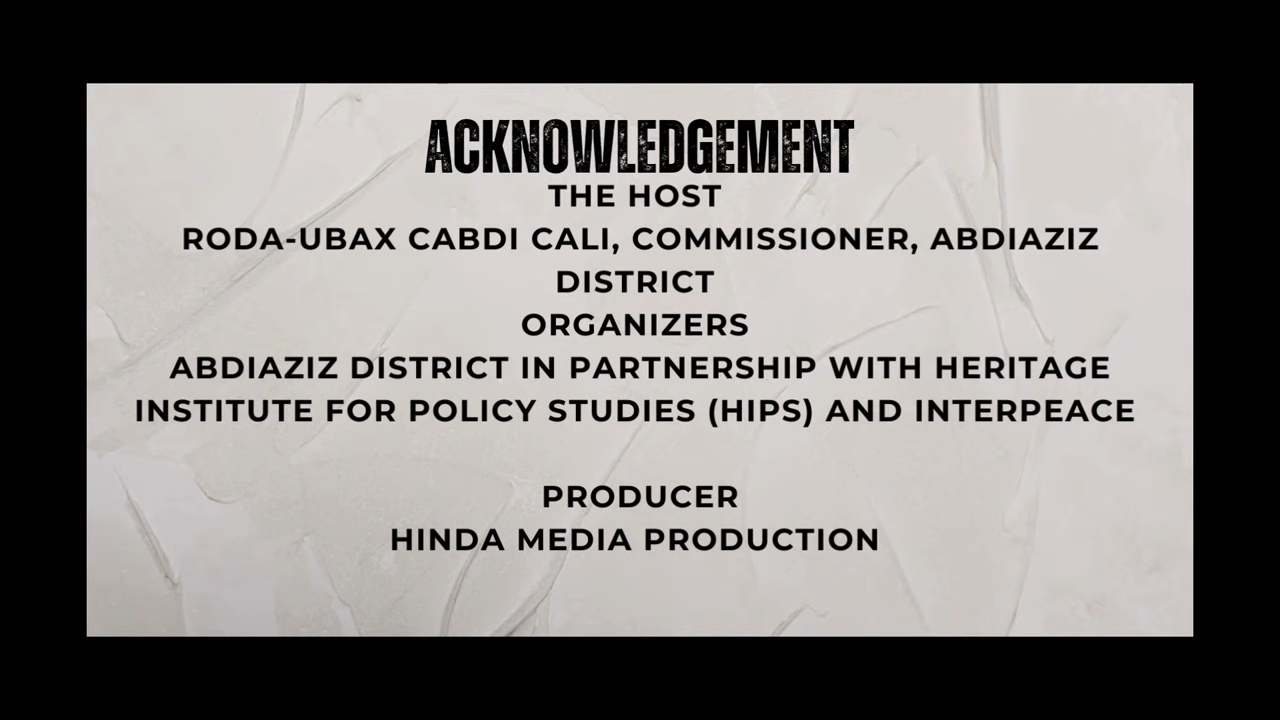 ACKNOWLEDGEMENT
THE HOST
RODA-UBAX CABDI CALI, COMMISSIONER, ABDIAZIZ
DISTRICT
ORGANIZERS
ABDIAZIZ DISTRICT IN PARTNERSHIP WITH HERITAGE
INSTITUTE FOR POLICY STUDIES (HIPS) AND INTERPEACE
PRODUCER
HINDA MEDIA PRODUCTION